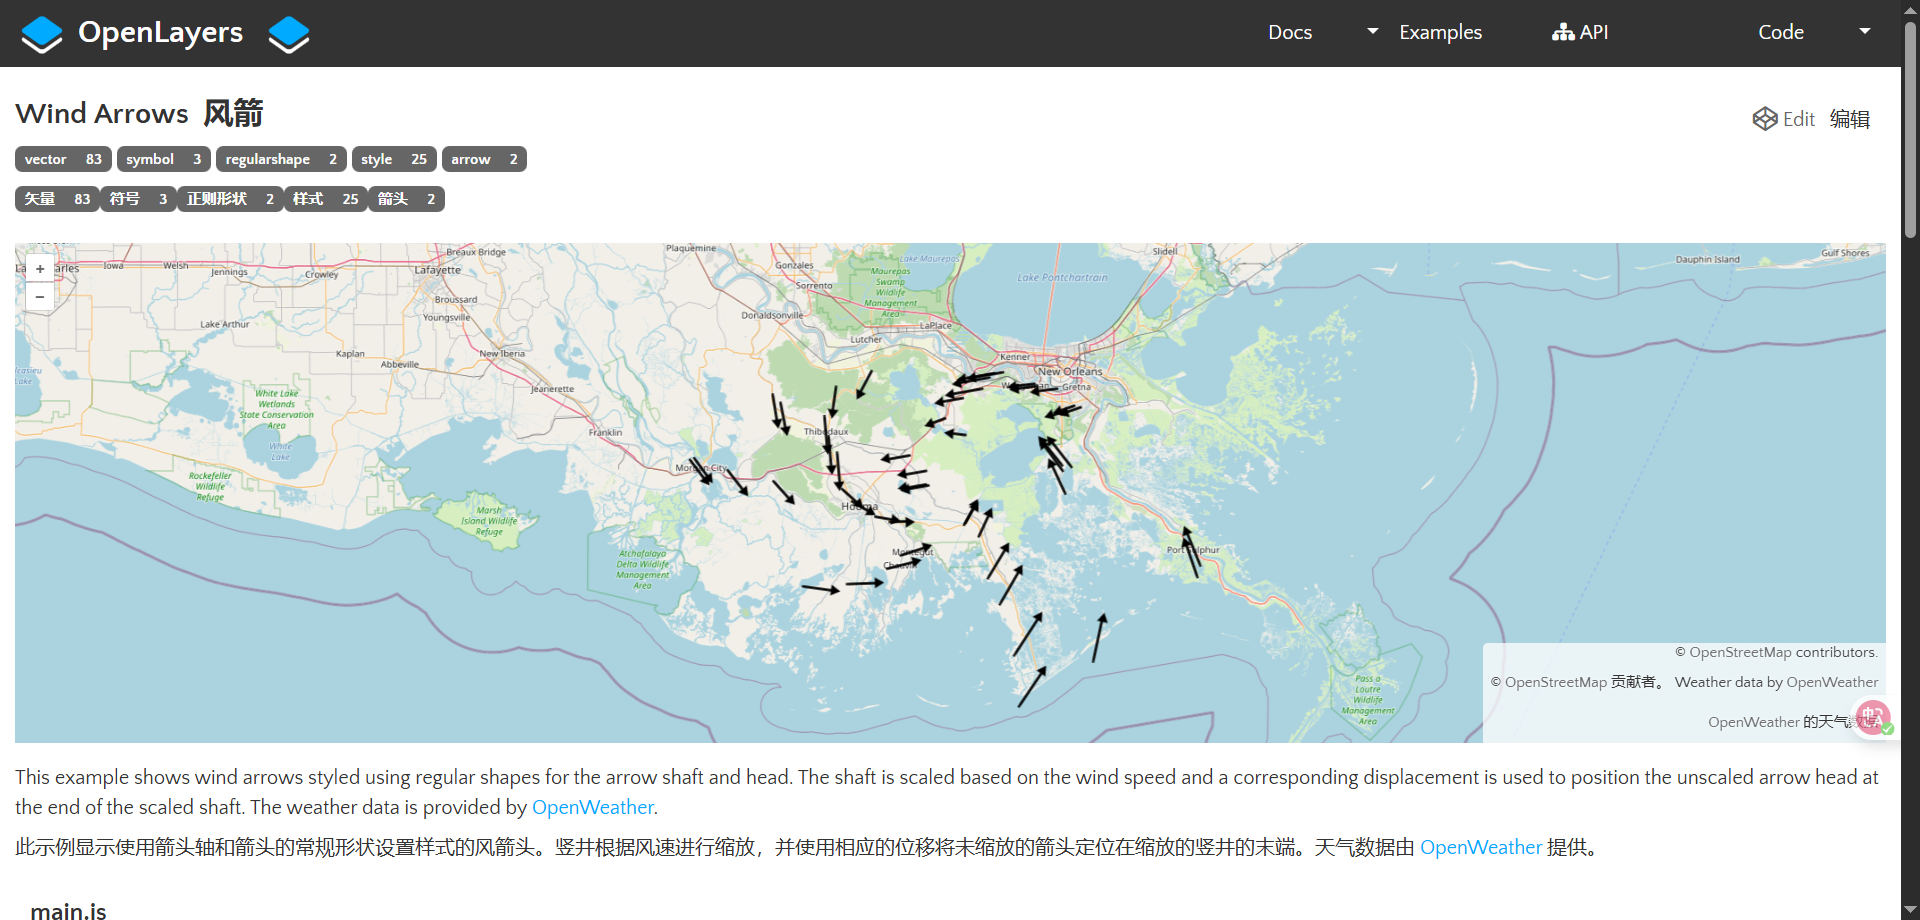 OpenLayers
Docs
Examples
API
Code
Wind Arrows 风箭
Edit 编辑
vector 83
symbol 3
regularshape 2
style 25
arrow 2
矢量 83
符号 3
正则形状 2
样式 25
箭头 2
+
−
Iowa
Welsh
Jennings
Crowley
Breaux Bridge
Lafayette
Broussard
Youngsville
Lake Arthur
Kaplan
Abbeville
New Iberia
Jeanerette
Franklin
White Lake
Wetlands
State Conservation
Area
White
Lake
Rockefeller
Wildlife
Refuge
Marsh
Island Wildlife
Refuge
Atchafalaya
Delta Wildlife
Management
Area
Plaquemine
Gonzales
Sorrento
Donaldsonville
Lutcher
LaPlace
Maurepas
Swamp
Wildlife
Management
Area
Lake Maurepas
Lake Pontchartrain
Slidell
Kenner
New Orleans
Gretna
Thibodaux
Houma
Montegut
Port Sulphur
Dauphin Island
Gulf Shores
Pass a
Loutre
Wildlife
Management
Area
© OpenStreetMap contributors.
© OpenStreetMap 贡献者。 Weather data by OpenWeather
OpenWeather 的天气
This example shows wind arrows styled using regular shapes for the arrow shaft and head. The shaft is scaled based on the wind speed and a corresponding displacement is used to position the unscaled arrow head at
the end of the scaled shaft. The weather data is provided by OpenWeather.
此示例显示使用箭头轴和箭头的常规形状设置样式的风箭头。竖井根据风速进行缩放，并使用相应的位移将未缩放的箭头定位在缩放的竖井的末端。天气数据由 OpenWeather 提供。
main.js